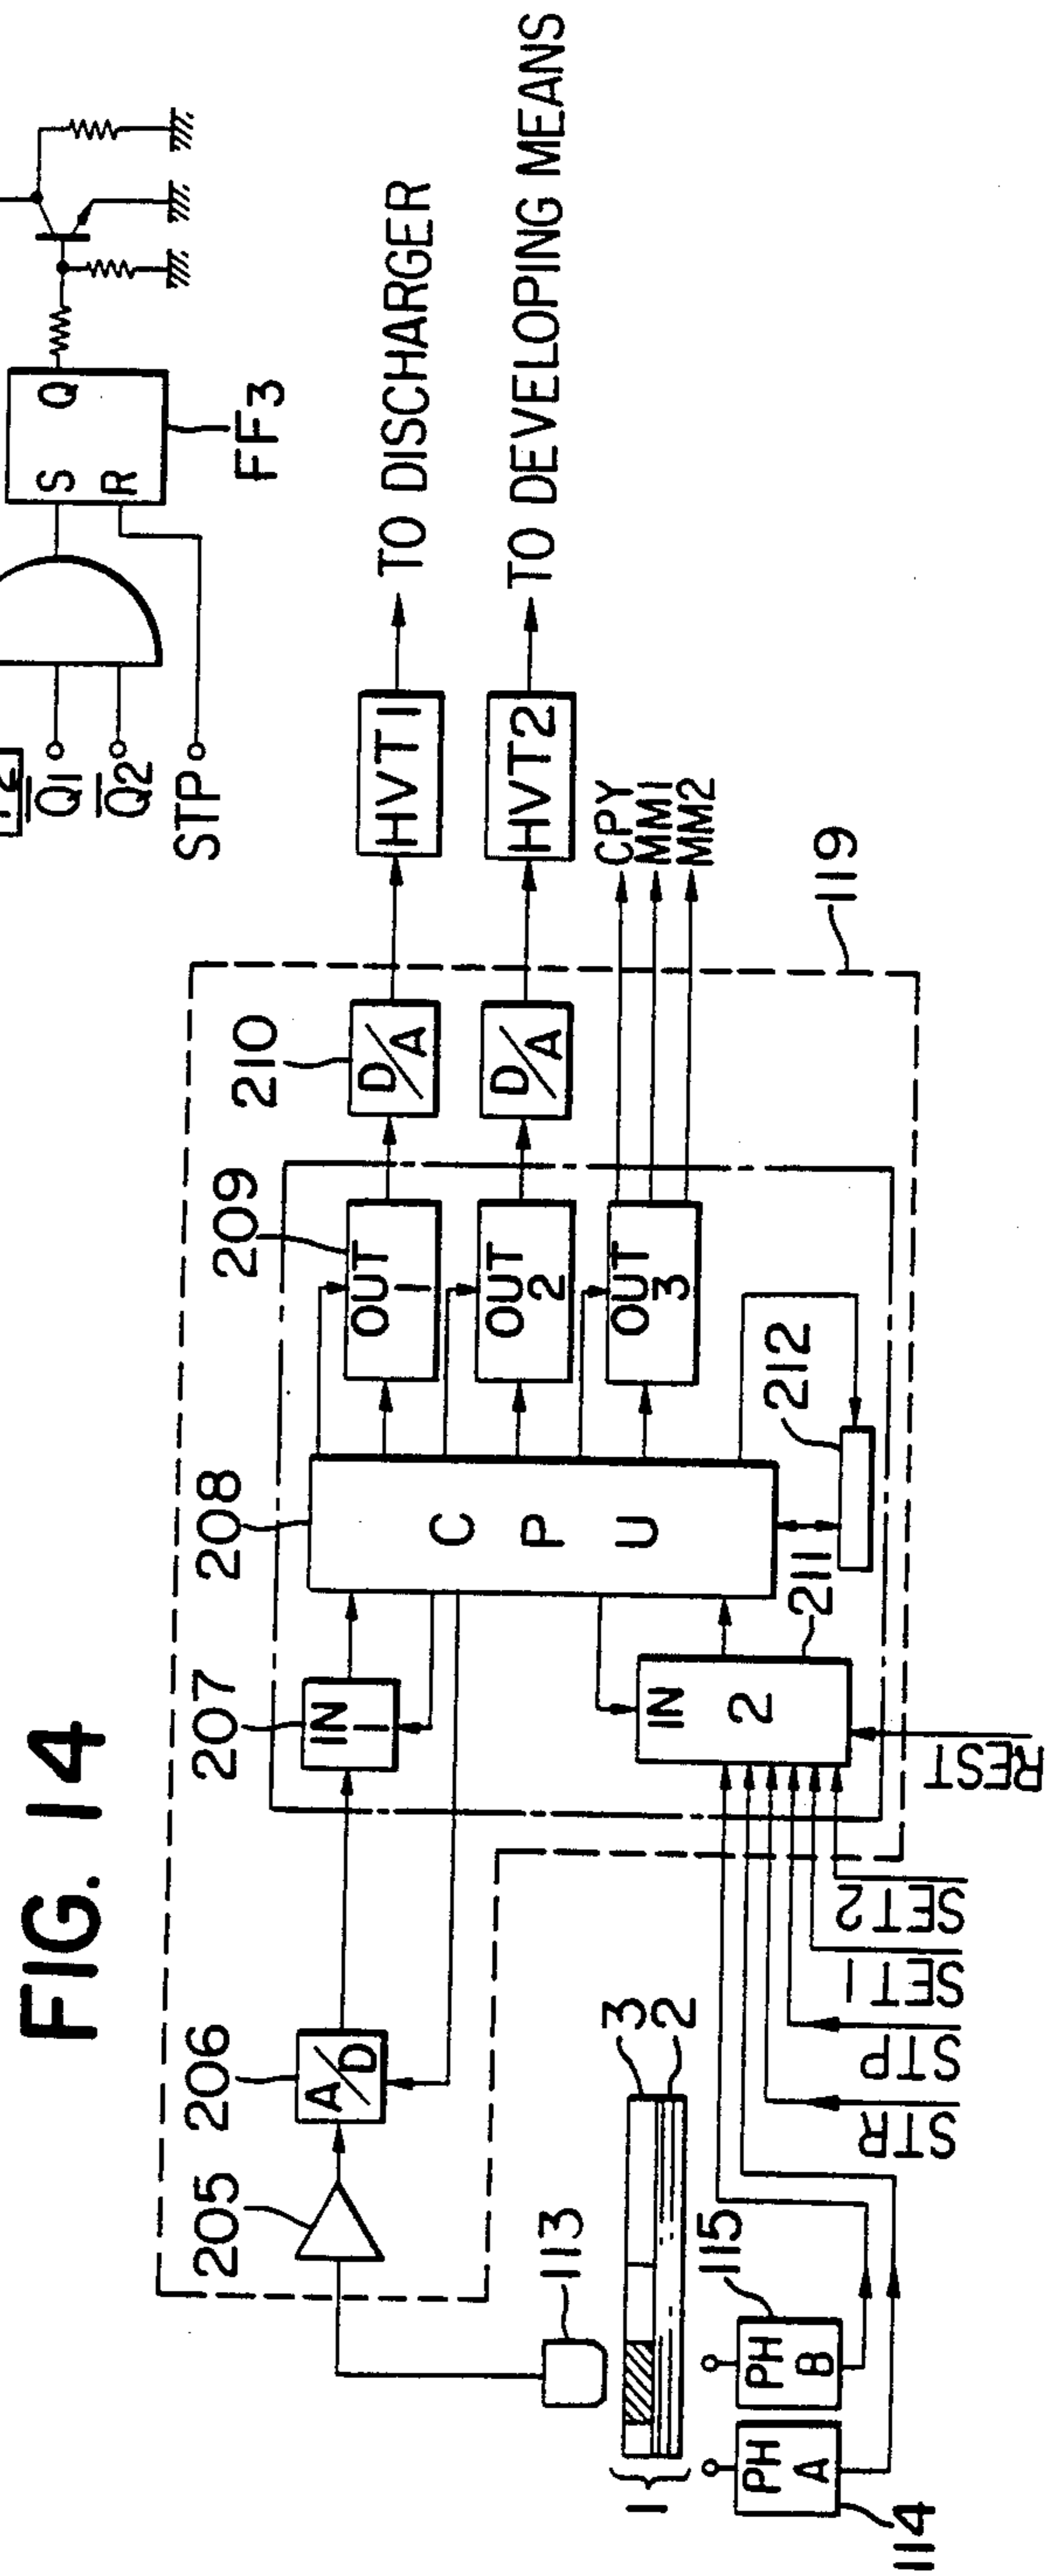 Q̅1
Q̅2
STP
S
Q
R
FF3
FIG. 14
205
206
A/D
207
IN 1
208
CPU
209
OUT 1
210
D/A
HVT1
TO DISCHARGER
OUT 2
D/A
HVT2
TO DEVELOPING MEANS
OUT 3
CPY
MM1
MM2
119
212
211
IN 2
113
3
2
1
115
PH B
PH A
114
STR
STP
SET1
SET2
REST